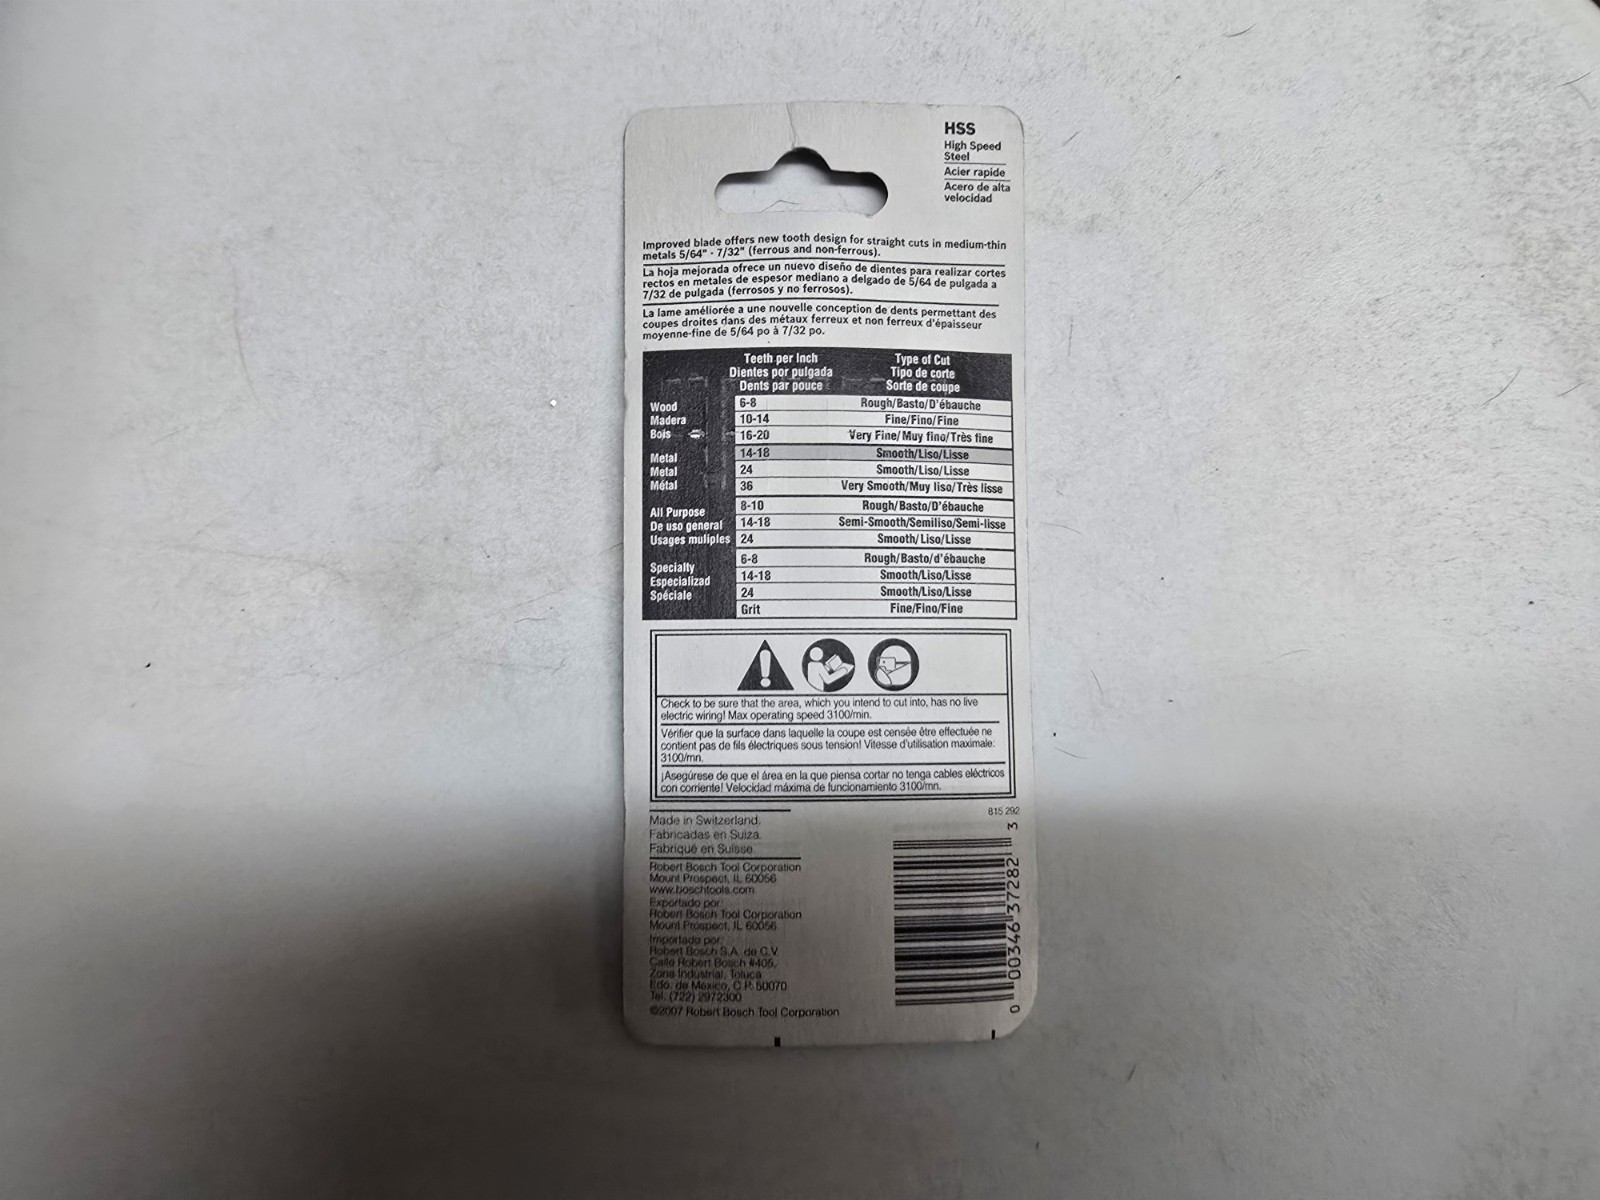 HSS
High Speed
Steel
Acier rapide
Acero de alta
velocidad
Improved blade offers new tooth design for straight cuts in medium-thin
metals 5/64" - 7/32" (ferrous and non-ferrous).
La hoja mejorada ofrece un nuevo diseño de dientes para realizar cortes
rectos en metales de espesor mediano a delgado de 5/64 de pulgada a
7/32 de pulgada (ferrosos y no ferrosos).
La lame améliorée a une nouvelle conception de dents permettant des
coupes droites dans des métaux ferreux et non ferreux d'épaisseur
moyenne-fine de 5/64 po à 7/32 po.
Teeth per Inch Type of Cut
Dientes por pulgada Tipo de corte
Dents par pouce Sorte de coupe
Wood 6-8 Rough/Basto/D'ébauche
Madera 10-14 Fine/Fino/Fine
Bois 16-20 Very Fine/Muy fino/Très fine
Metal 14-18 Smooth/Liso/Lisse
Metal 24 Smooth/Liso/Lisse
Métal 36 Very Smooth/Muy liso/Très lisse
All Purpose 8-10 Rough/Basto/D'ébauche
De uso general 14-18 Semi-Smooth/Semiliso/Semi-lisse
Usages muliples 24 Smooth/Liso/Lisse
6-8 Rough/Basto/d'ébauche
Specialty 14-18 Smooth/Liso/Lisse
Especializad 24 Smooth/Liso/Lisse
Spéciale Grit Fine/Fino/Fine
Check to be sure that the area, which you intend to cut into, has no live
electric wiring! Max operating speed 3100/min.
Vérifier que la surface dans laquelle la coupe est censée être effectuée ne
contient pas de fils électriques sous tension! Vitesse d'utilisation maximale:
3100/mn.
¡Asegúrese de que el área en la que piensa cortar no tenga cables eléctricos
con corriente! Velocidad máxima de funcionamiento 3100/mn.
815 292
Made in Switzerland.
Fabricadas en Suiza.
Fabriqué en Suisse
Robert Bosch Tool Corporation
Mount Prospect, IL 60056
www.boschtools.com
Exportado por:
Robert Bosch Tool Corporation
Mount Prospect, IL 60056
Importado por:
Robert Bosch S.A. de C.V.
Calle Robert Bosch #405,
Zona Industrial, Toluca
Edo. de México, C.P. 50070
Tel. (722) 2972300
©2007 Robert Bosch Tool Corporation
0 00346 37282 3